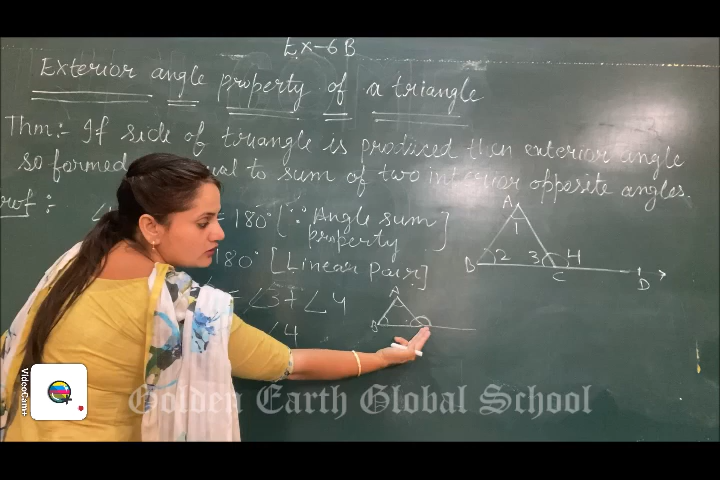 Ex-6B
Exterior angle property of a triangle
Thm:- If side of triangle is produced then exterior angle
so formed to sum of two interior opposite angles.
= 180° [∵ Angle sum property]
180° [Linear Pair]
= ∠3+∠4
∠4
A
1
B 2 3 4
C
D
A
B
VideoCam+
Golden Earth Global School